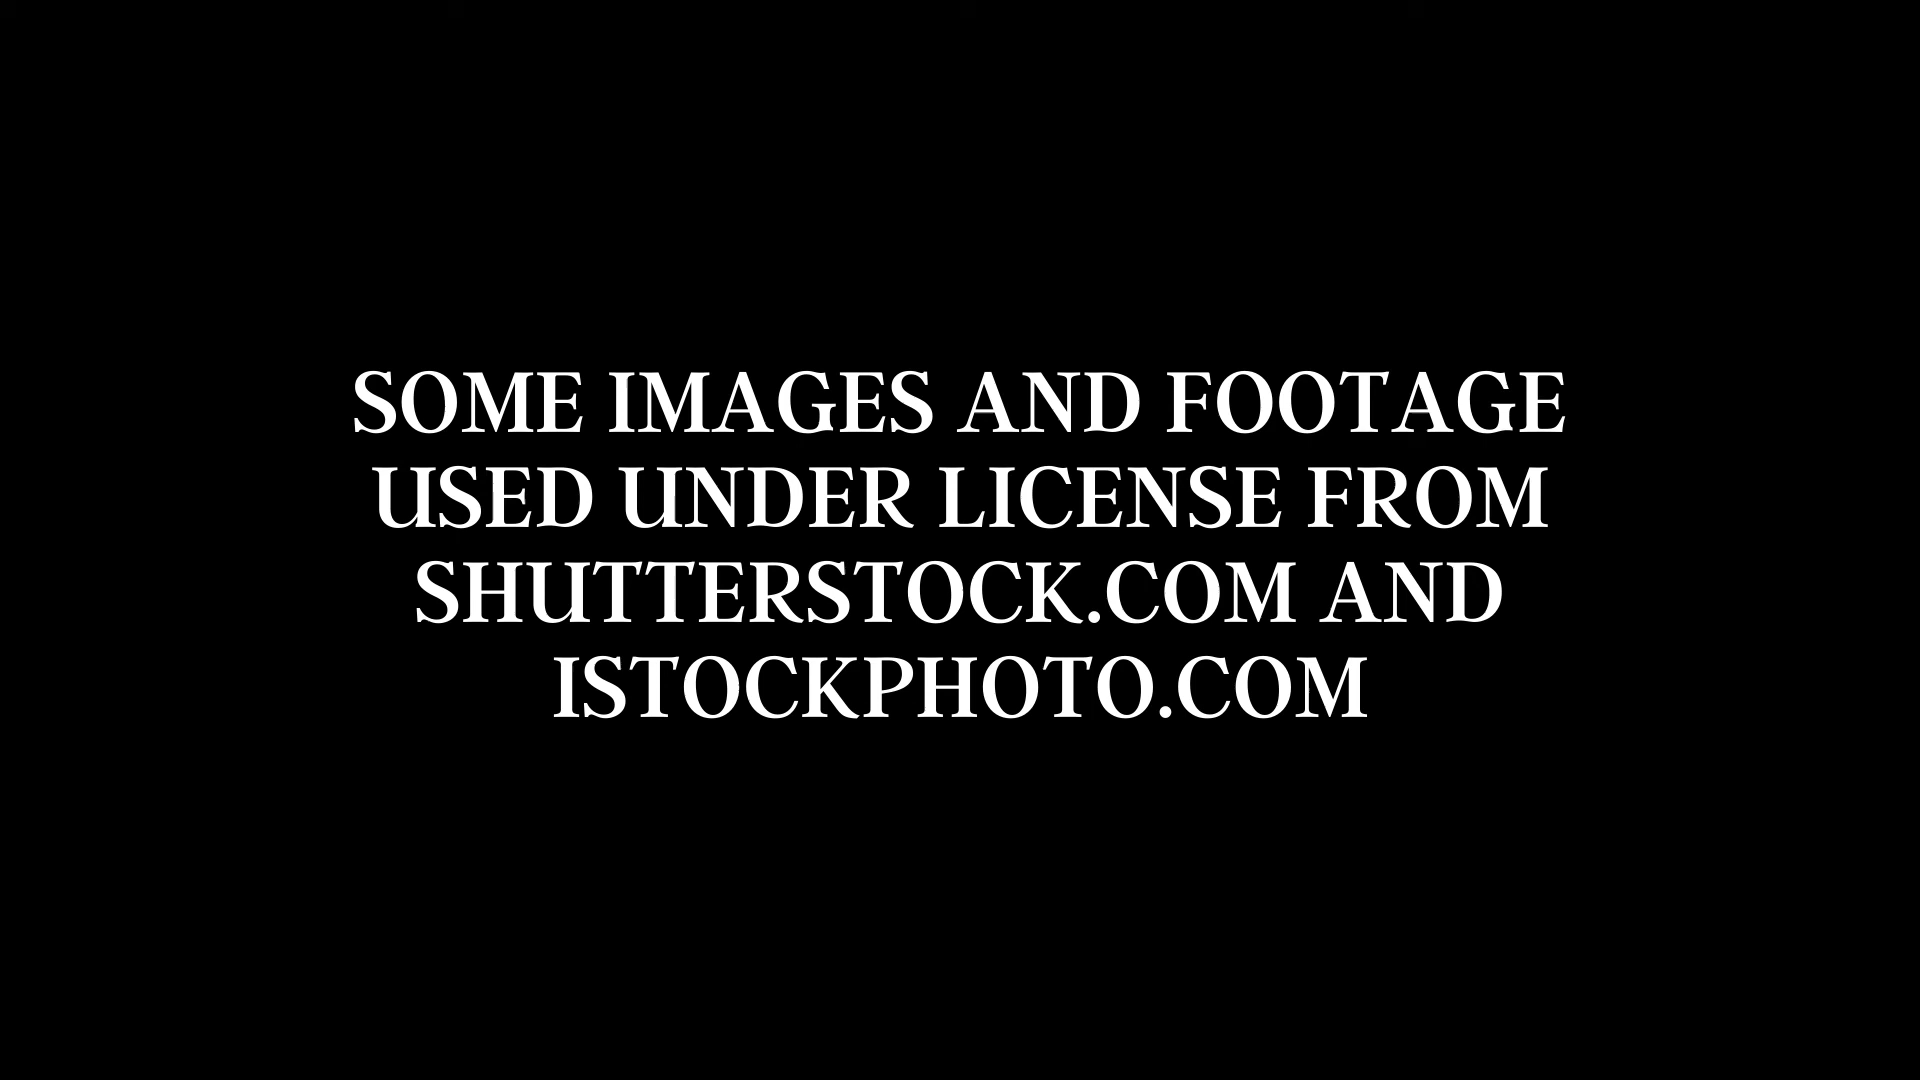 SOME IMAGES AND FOOTAGE
USED UNDER LICENSE FROM
SHUTTERSTOCK.COM AND
ISTOCKPHOTO.COM